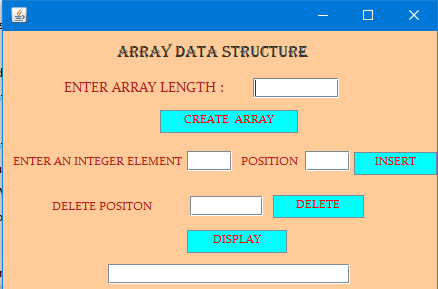 ARRAY DATA STRUCTURE
ENTER ARRAY LENGTH :
CREATE ARRAY
ENTER AN INTEGER ELEMENT POSITION INSERT
DELETE POSITON DELETE
DISPLAY